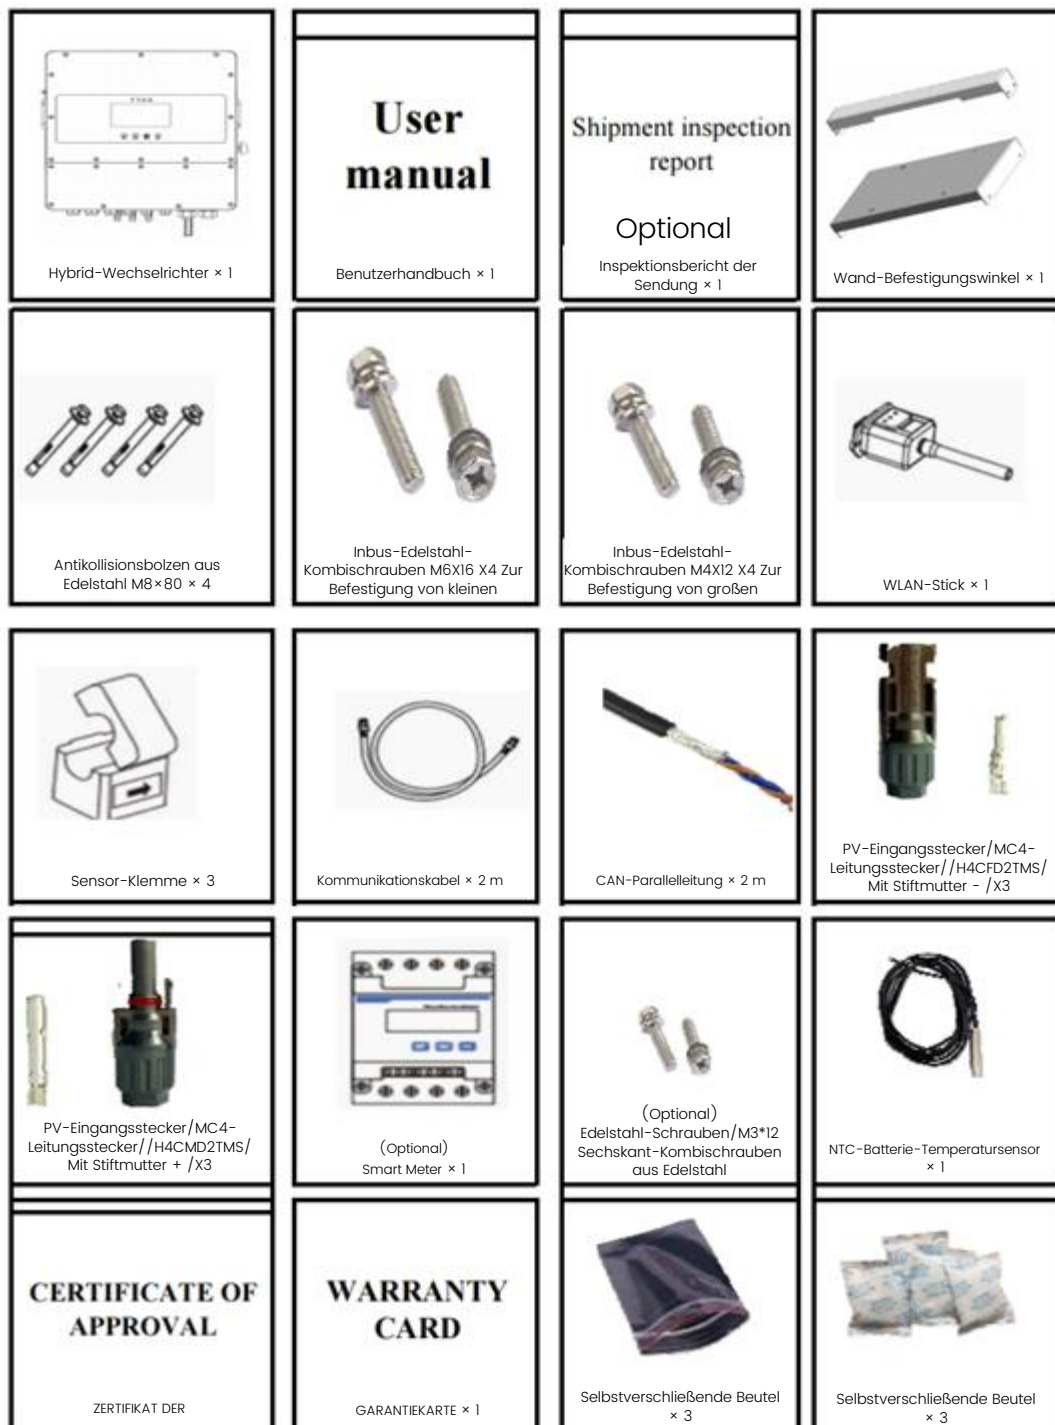 User
manual
Shipment inspection
report
Optional
Hybrid-Wechselrichter × 1
Benutzerhandbuch × 1
Inspektionsbericht der
Sendung × 1
Wand-Befestigungswinkel × 1
Antikollisionsbolzen aus
Edelstahl M8×80 × 4
Inbus-Edelstahl-
Kombischrauben M6X16 X4 Zur
Befestigung von kleinen
Inbus-Edelstahl-
Kombischrauben M4X12 X4 Zur
Befestigung von großen
WLAN-Stick × 1
Sensor-Klemme × 3
Kommunikationskabel × 2 m
CAN-Parallelleitung × 2 m
PV-Eingangsstecker/MC4-
Leitungsstecker//H4CFD2TMS/
Mit Stiftmutter - /X3
PV-Eingangsstecker/MC4-
Leitungsstecker//H4CMD2TMS/
Mit Stiftmutter + /X3
(Optional)
Smart Meter × 1
(Optional)
Edelstahl-Schrauben/M3*12
Sechskant-Kombischrauben
aus Edelstahl
NTC-Batterie-Temperatursensor
× 1
CERTIFICATE OF
APPROVAL
ZERTIFIKAT DER
WARRANTY
CARD
GARANTIEKARTE × 1
Selbstverschließende Beutel
× 3
Selbstverschließende Beutel
× 3